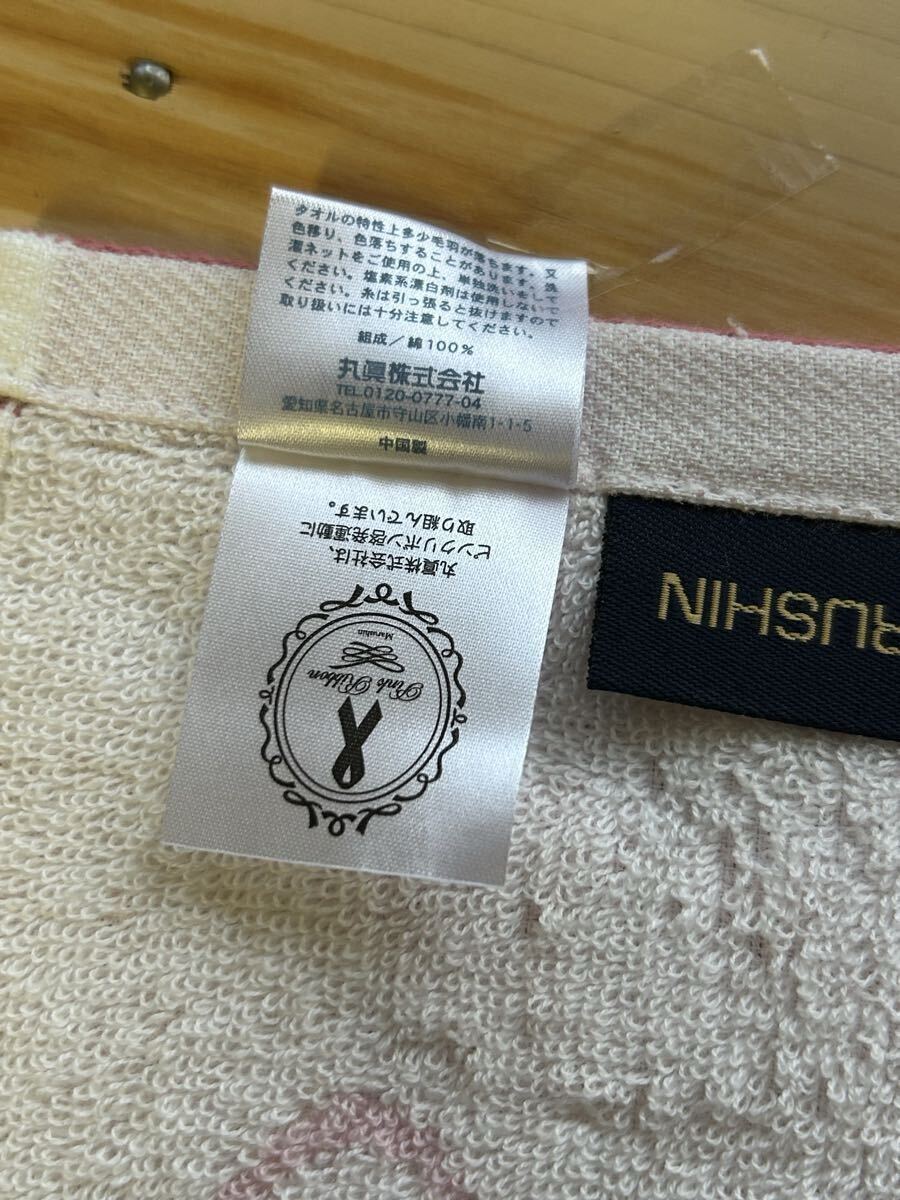 タオルの特性上多少毛羽が落ちます。又
色移り、色落ちすることがあります。洗
濯ネットをご使用の上、単独洗いをして
ください。塩素系漂白剤は使用しないで
ください。糸は引っ張ると抜けますので
取り扱いには十分注意してください。
組成／綿100%
丸眞株式会社
TEL0120-0777-04
愛知県名古屋市守山区小幡南1-1-5
中国製
丸眞株式会社は、
ピンクリボン啓発運動に
取り組んでいます。
Pink Ribbon
Marushin
RUSHIN